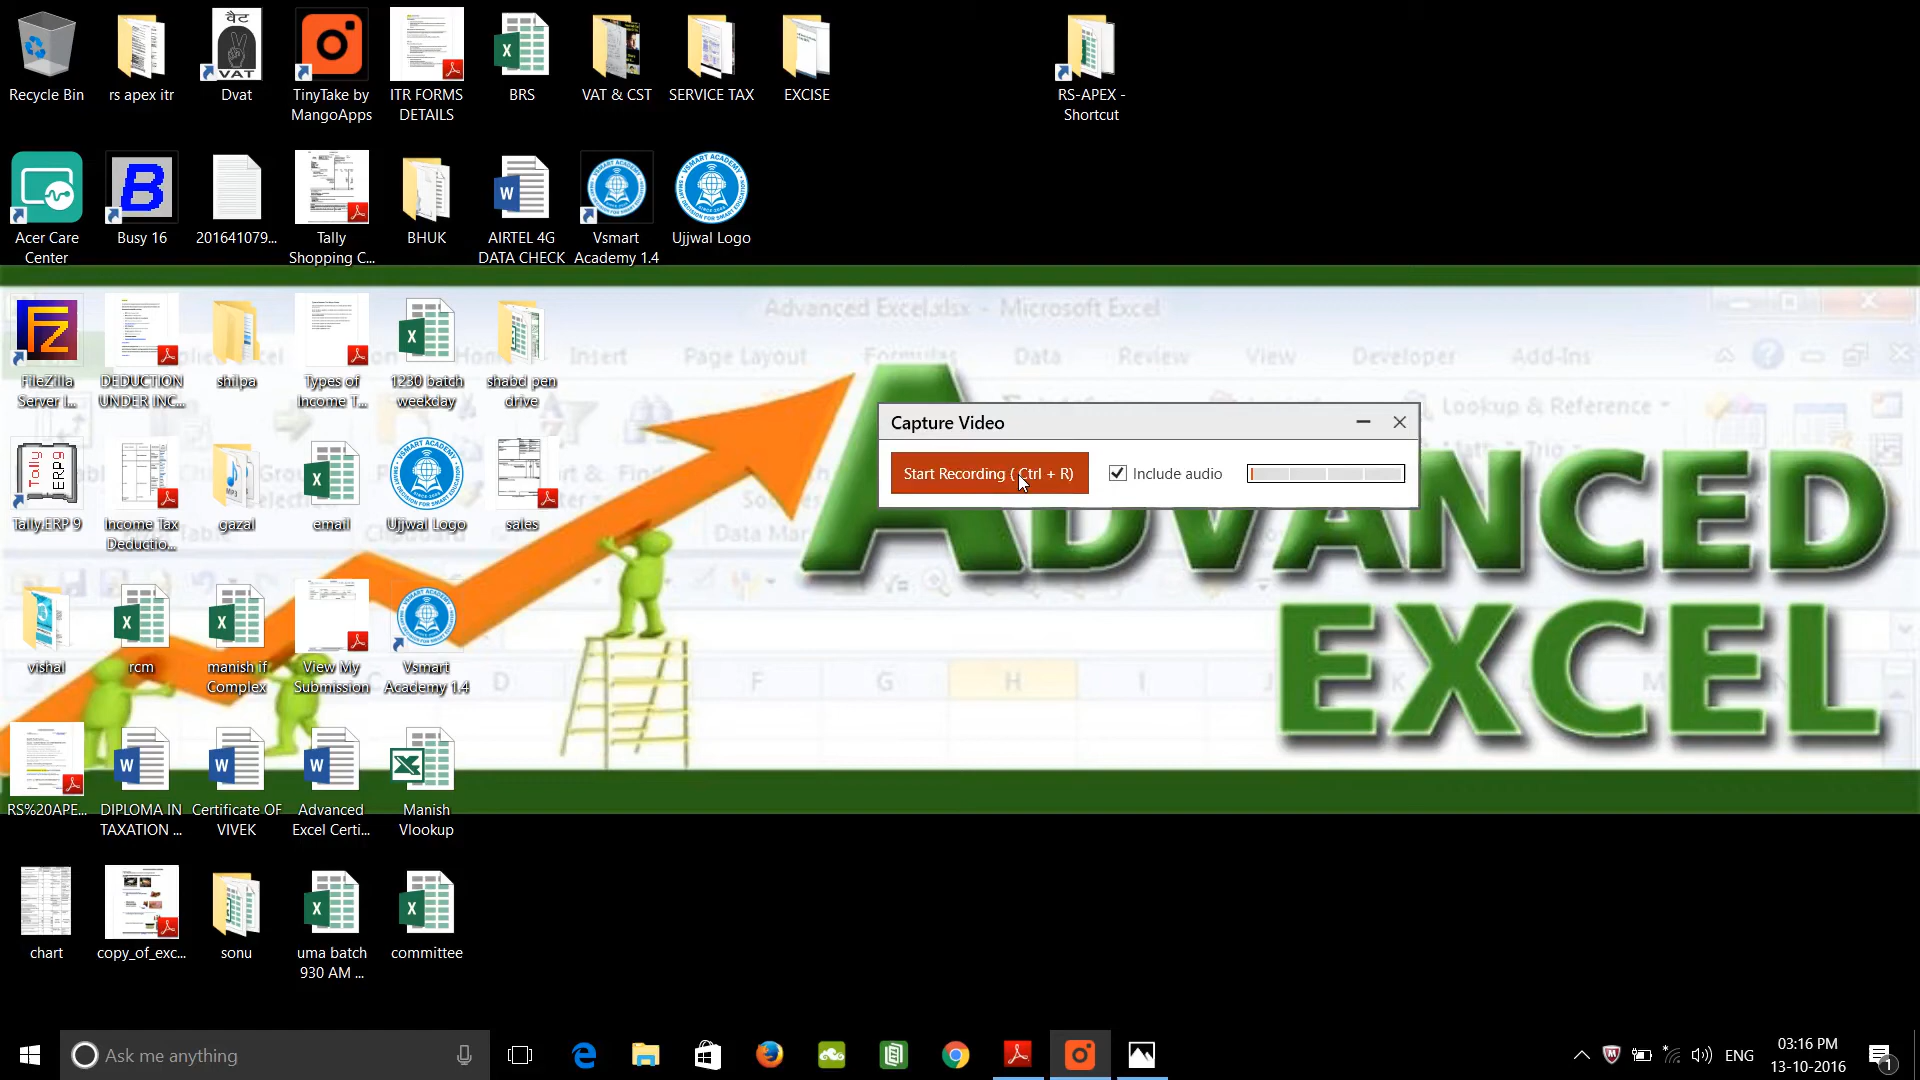 वैट
VAT
Recycle Bin
rs apex itr
Dvat
TinyTake by
MangoApps
ITR FORMS
DETAILS
BRS
VAT & CST
SERVICE TAX
EXCISE
RS-APEX -
Shortcut
Acer Care
Center
Busy 16
201641079...
Tally
Shopping C...
BHUK
AIRTEL 4G
DATA CHECK
Vsmart
Academy 1.4
Ujjwal Logo
Advanced Excel.xlsx - Microsoft Excel
Insert
Page Layout
Formulas
Data
Review
View
Developer
Add-Ins
FileZilla
Server I...
DEDUCTION
UNDER INC...
shilpa
Types of
Income T...
1230 batch
weekday
shabd pen
drive
Lookup & Reference
Capture Video
Start Recording ( Ctrl + R)
Include audio
Tally.ERP 9
Income Tax
Deductio...
gazal
email
Ujjwal Logo
sales
ADVANCED
EXCEL
vishal
rcm
manish if
Complex
View My
Submission
Vsmart
Academy 1.4
D
F
G
H
I
RS%20APE...
DIPLOMA IN
TAXATION ...
Certificate OF
VIVEK
Advanced
Excel Certi...
Manish
Vlookup
chart
copy_of_exc...
sonu
uma batch
930 AM ...
committee
Ask me anything
ENG
03:16 PM
13-10-2016
1